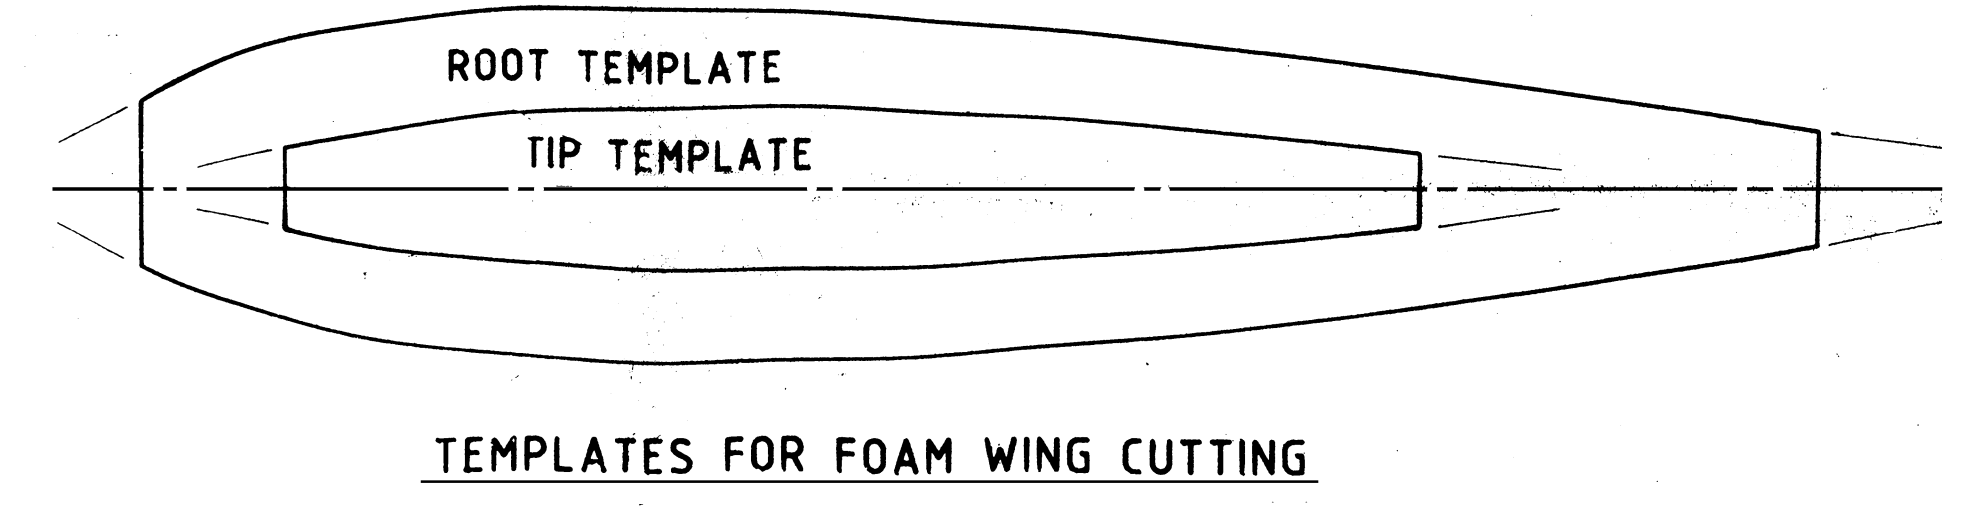 ROOT TEMPLATE
TIP TEMPLATE
TEMPLATES FOR FOAM WING CUTTING